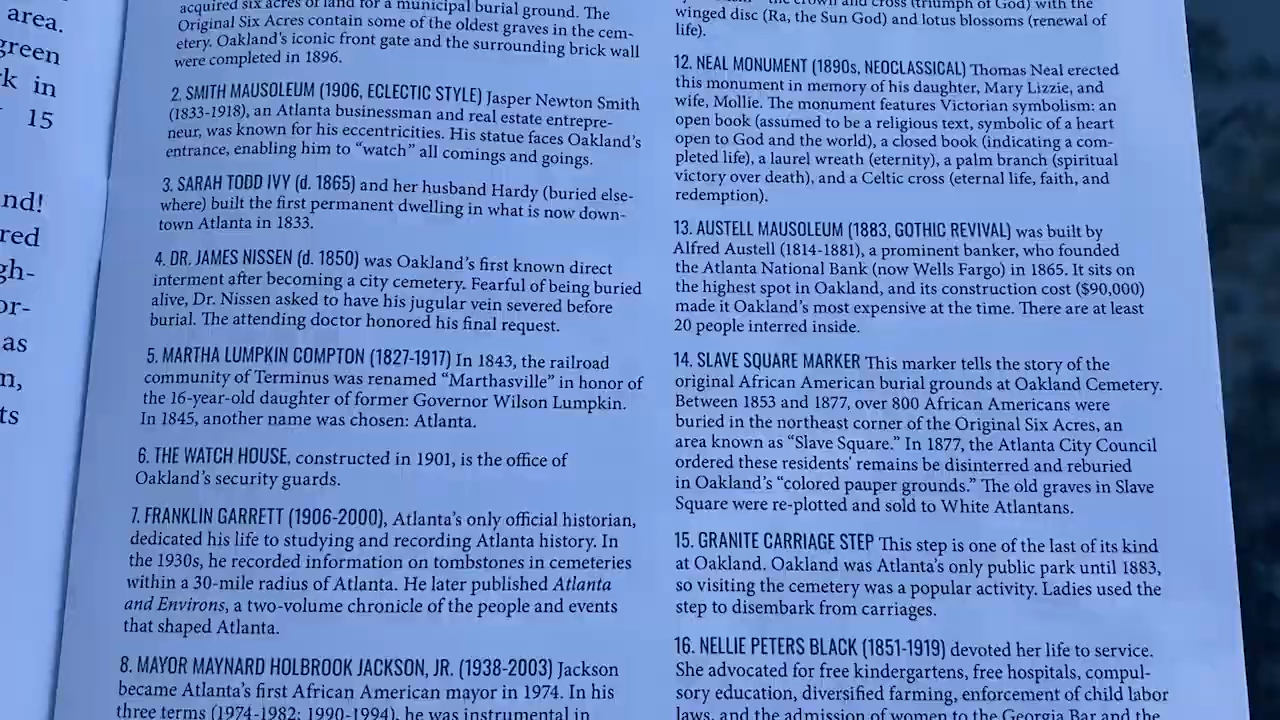 area.
green
k in
15
nd!
red
gh-
or-
as
n,
ts
acquired six acres of land for a municipal burial ground. The
Original Six Acres contain some of the oldest graves in the cem-
etery. Oakland's iconic front gate and the surrounding brick wall
were completed in 1896.
2. SMITH MAUSOLEUM (1906, ECLECTIC STYLE) Jasper Newton Smith
(1833-1918), an Atlanta businessman and real estate entrepre-
neur, was known for his eccentricities. His statue faces Oakland's
entrance, enabling him to “watch” all comings and goings.
3. SARAH TODD IVY (d. 1865) and her husband Hardy (buried else-
where) built the first permanent dwelling in what is now down-
town Atlanta in 1833.
4. DR. JAMES NISSEN (d. 1850) was Oakland's first known direct
interment after becoming a city cemetery. Fearful of being buried
alive, Dr. Nissen asked to have his jugular vein severed before
burial. The attending doctor honored his final request.
5. MARTHA LUMPKIN COMPTON (1827-1917) In 1843, the railroad
community of Terminus was renamed “Marthasville” in honor of
the 16-year-old daughter of former Governor Wilson Lumpkin.
In 1845, another name was chosen: Atlanta.
6. THE WATCH HOUSE, constructed in 1901, is the office of
Oakland's security guards.
7. FRANKLIN GARRETT (1906-2000), Atlanta's only official historian,
dedicated his life to studying and recording Atlanta history. In
the 1930s, he recorded information on tombstones in cemeteries
within a 30-mile radius of Atlanta. He later published Atlanta
and Environs, a two-volume chronicle of the people and events
that shaped Atlanta.
8. MAYOR MAYNARD HOLBROOK JACKSON, JR. (1938-2003) Jackson
became Atlanta's first African American mayor in 1974. In his
three terms (1974-1982; 1990-1994), he was instrumental in
the crown and cross (triumph of God) with the
winged disc (Ra, the Sun God) and lotus blossoms (renewal of
life).
12. NEAL MONUMENT (1890s, NEOCLASSICAL) Thomas Neal erected
this monument in memory of his daughter, Mary Lizzie, and
wife, Mollie. The monument features Victorian symbolism: an
open book (assumed to be a religious text, symbolic of a heart
open to God and the world), a closed book (indicating a com-
pleted life), a laurel wreath (eternity), a palm branch (spiritual
victory over death), and a Celtic cross (eternal life, faith, and
redemption).
13. AUSTELL MAUSOLEUM (1883, GOTHIC REVIVAL) was built by
Alfred Austell (1814-1881), a prominent banker, who founded
the Atlanta National Bank (now Wells Fargo) in 1865. It sits on
the highest spot in Oakland, and its construction cost ($90,000)
made it Oakland's most expensive at the time. There are at least
20 people interred inside.
14. SLAVE SQUARE MARKER This marker tells the story of the
original African American burial grounds at Oakland Cemetery.
Between 1853 and 1877, over 800 African Americans were
buried in the northeast corner of the Original Six Acres, an
area known as “Slave Square.” In 1877, the Atlanta City Council
ordered these residents' remains be disinterred and reburied
in Oakland's “colored pauper grounds.” The old graves in Slave
Square were re-plotted and sold to White Atlantans.
15. GRANITE CARRIAGE STEP This step is one of the last of its kind
at Oakland. Oakland was Atlanta's only public park until 1883,
so visiting the cemetery was a popular activity. Ladies used the
step to disembark from carriages.
16. NELLIE PETERS BLACK (1851-1919) devoted her life to service.
She advocated for free kindergartens, free hospitals, compul-
sory education, diversified farming, enforcement of child labor
laws, and the admission of women to the Georgia Bar and the